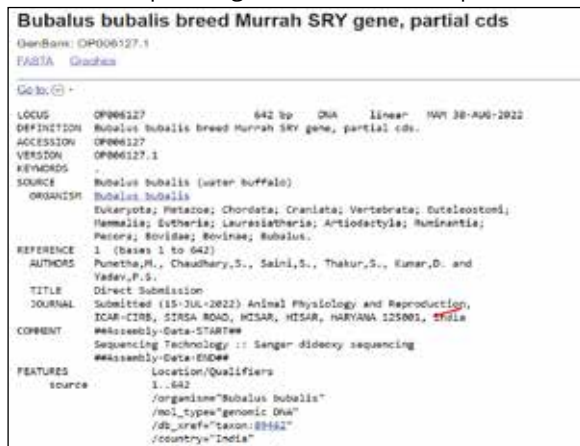 Bubalus bubalis breed Murrah SRY gene, partial cds
GenBank: OP006127.1
FASTA Graphics
Go to:
LOCUS OP006127 642 bp DNA linear MAM 30-AUG-2022
DEFINITION Bubalus bubalis breed Murrah SRY gene, partial cds.
ACCESSION OP006127
VERSION OP006127.1
KEYWORDS .
SOURCE Bubalus bubalis (water buffalo)
ORGANISM Bubalus bubalis
Eukaryota; Metazoa; Chordata; Craniata; Vertebrata; Euteleostomi;
Mammalia; Eutheria; Laurasiatheria; Artiodactyla; Ruminantia;
Pecora; Bovidae; Bovinae; Bubalus.
REFERENCE 1 (bases 1 to 642)
AUTHORS Punetha,M., Chaudhary,S., Saini,S., Thakur,S., Kumar,D. and
Yadav,P.S.
TITLE Direct Submission
JOURNAL Submitted (15-JUL-2022) Animal Physiology and Reproduction,
ICAR-CIRB, SIRSA ROAD, HISAR, HISAR, HARYANA 125001, India
COMMENT ##Assembly-Data-START##
Sequencing Technology :: Sanger dideoxy sequencing
##Assembly-Data-END##
FEATURES Location/Qualifiers
source 1..642
/organism="Bubalus bubalis"
/mol_type="genomic DNA"
/db_xref="taxon:89462"
/country="India"